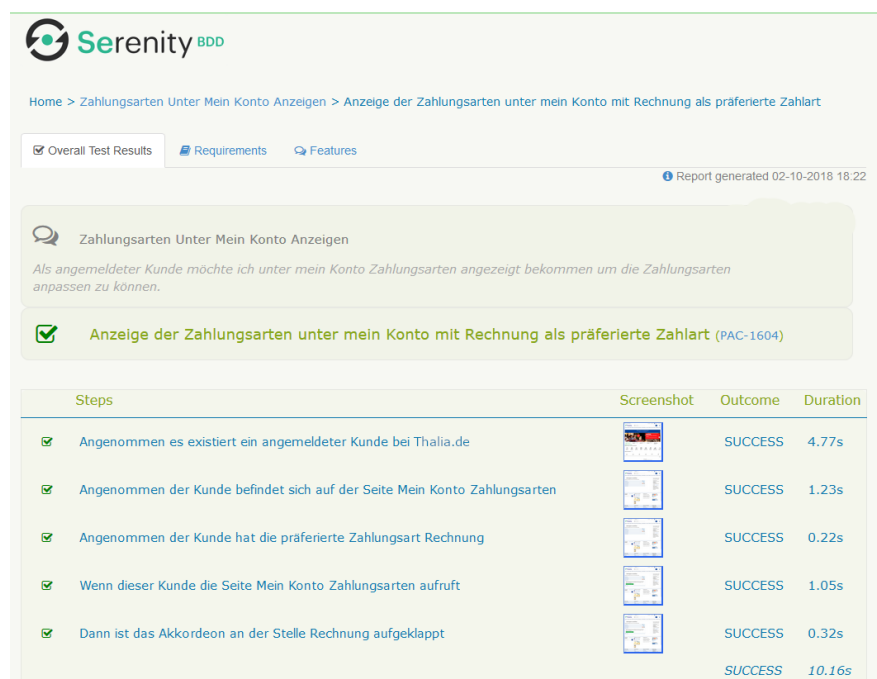 Serenity BDD
Home > Zahlungsarten Unter Mein Konto Anzeigen > Anzeige der Zahlungsarten unter mein Konto mit Rechnung als präferierte Zahlart
Overall Test Results Requirements Features
Report generated 02-10-2018 18:22
Zahlungsarten Unter Mein Konto Anzeigen
Als angemeldeter Kunde möchte ich unter mein Konto Zahlungsarten angezeigt bekommen um die Zahlungsarten
anpassen zu können.
Anzeige der Zahlungsarten unter mein Konto mit Rechnung als präferierte Zahlart (PAC-1604)
Steps Screenshot Outcome Duration
Angenommen es existiert ein angemeldeter Kunde bei Thalia.de SUCCESS 4.77s
Angenommen der Kunde befindet sich auf der Seite Mein Konto Zahlungsarten SUCCESS 1.23s
Angenommen der Kunde hat die präferierte Zahlungsart Rechnung SUCCESS 0.22s
Wenn dieser Kunde die Seite Mein Konto Zahlungsarten aufruft SUCCESS 1.05s
Dann ist das Akkordeon an der Stelle Rechnung aufgeklappt SUCCESS 0.32s
SUCCESS 10.16s